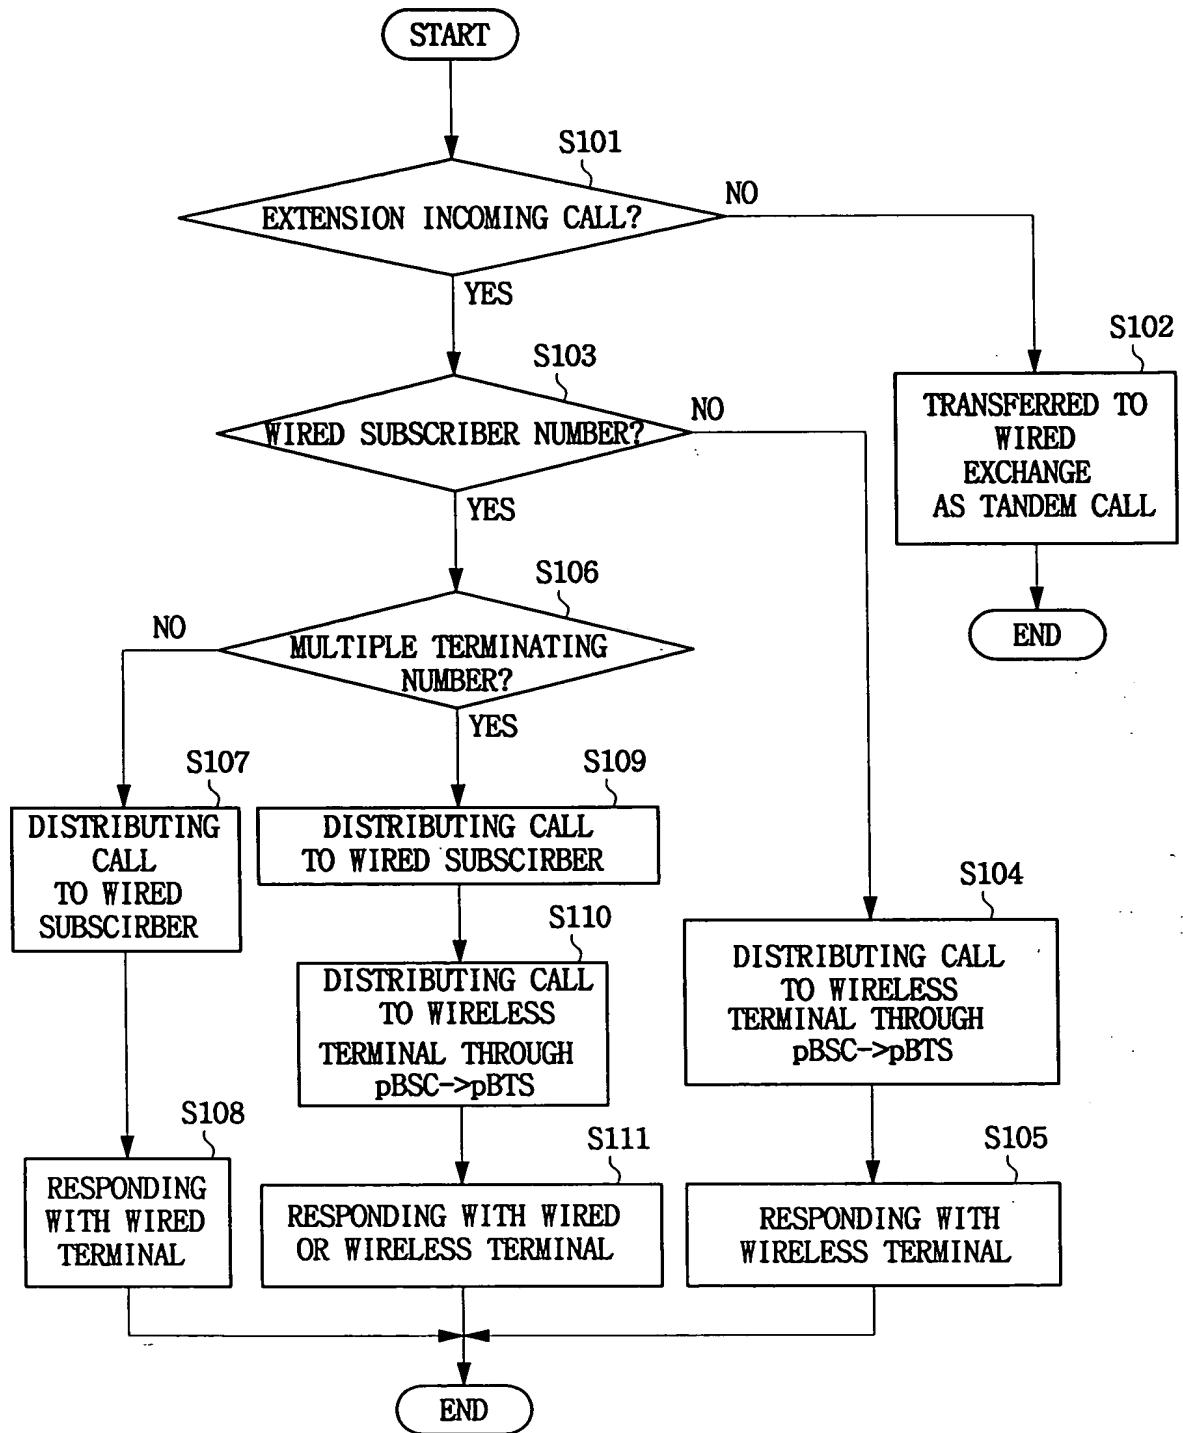 START
S101
EXTENSION INCOMING CALL?
NO
YES
S102
TRANSFERRED TO
WIRED
EXCHANGE
AS TANDEM CALL
END
S103
WIRED SUBSCRIBER NUMBER?
NO
YES
S106
MULTIPLE TERMINATING
NUMBER?
NO
YES
S107
DISTRIBUTING
CALL
TO WIRED
SUBSCIRBER
S109
DISTRIBUTING CALL
TO WIRED SUBSCIRBER
S110
DISTRIBUTING CALL
TO WIRELESS
TERMINAL THROUGH
pBSC->pBTS
S104
DISTRIBUTING CALL
TO WIRELESS
TERMINAL THROUGH
pBSC->pBTS
S108
RESPONDING
WITH WIRED
TERMINAL
S111
RESPONDING WITH WIRED
OR WIRELESS TERMINAL
S105
RESPONDING WITH
WIRELESS TERMINAL
END